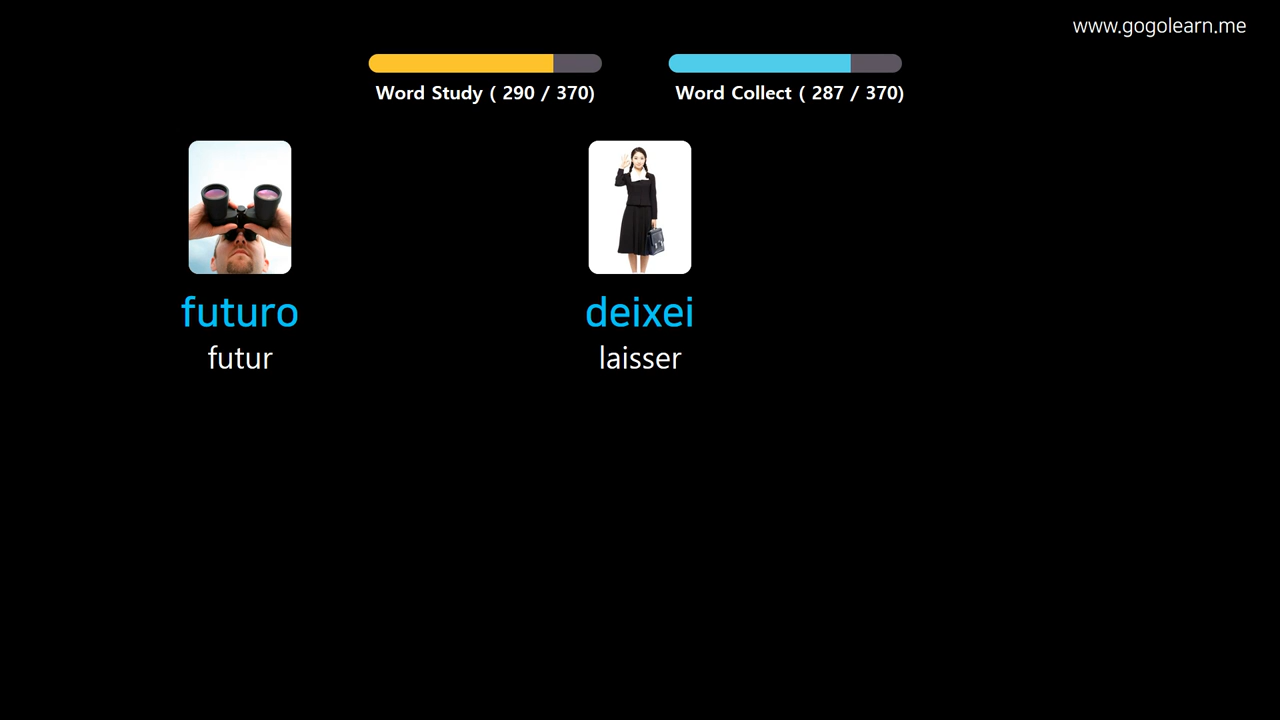 www.gogolearn.me
Word Study ( 290 / 370)
Word Collect ( 287 / 370)
futuro
futur
deixei
laisser